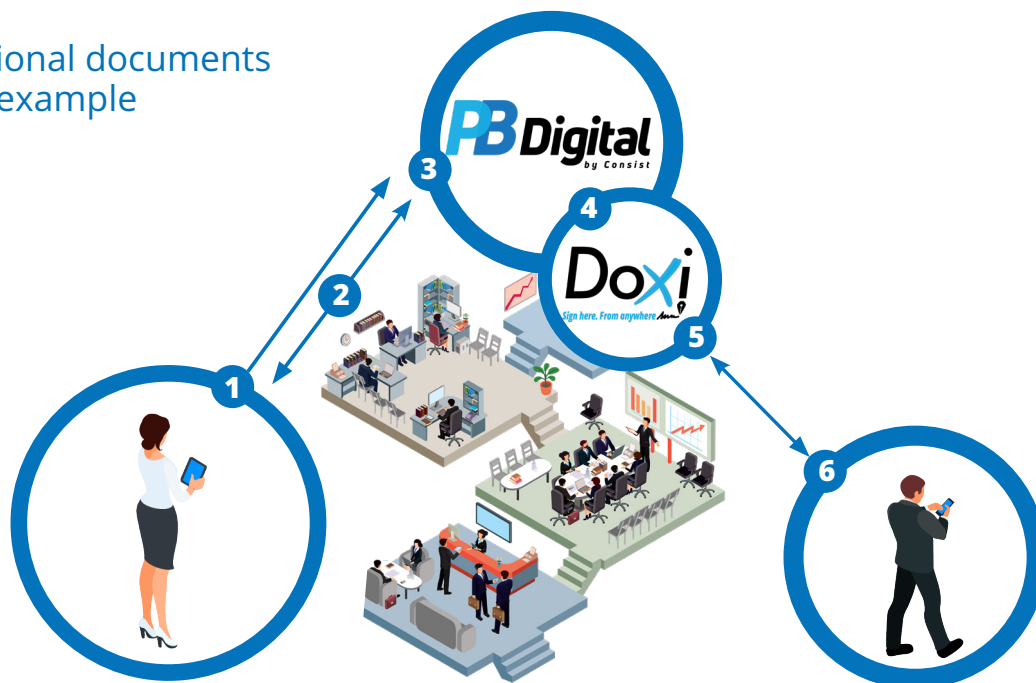 ional documents
example
PB Digital
by Consist
3
4
Doxi
Sign here. From anywhere
2
5
1
6